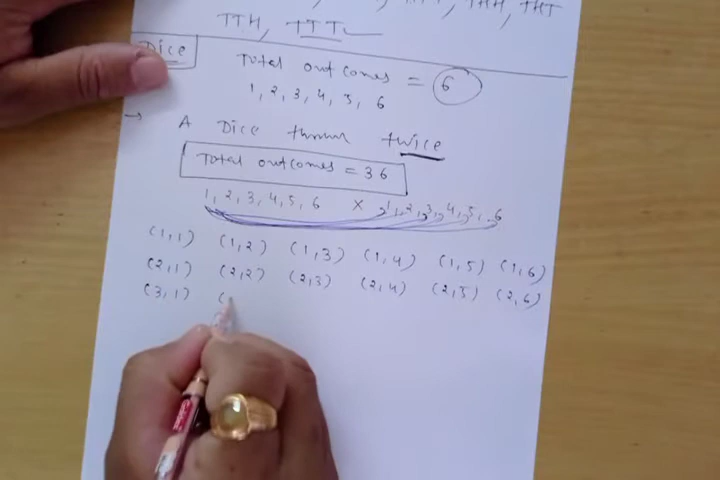 THH, THT
TTH, TTT
Dice Total outcomes = 6
1, 2, 3, 4, 5, 6
→ A Dice thrown twice
Total outcomes = 36
1, 2, 3, 4, 5, 6 × 1, 2, 3, 4, 5, 6
(1,1) (1,2) (1,3) (1,4) (1,5) (1,6)
(2,1) (2,2) (2,3) (2,4) (2,5) (2,6)
(3,1) (